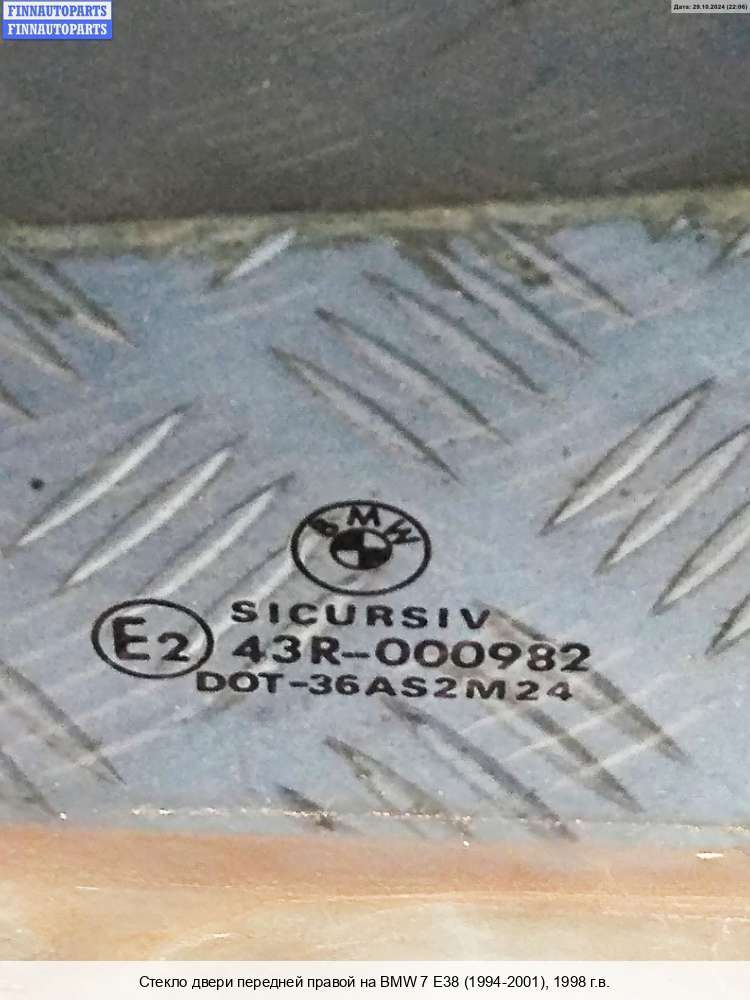 FINNAUTOPARTS
FINNAUTOPARTS
Дата: 29.10.2024 (22:06)
BMW
SICURSIV
E2 43R-000982
DOT-36AS2M24
Стекло двери передней правой на BMW 7 E38 (1994-2001), 1998 г.в.